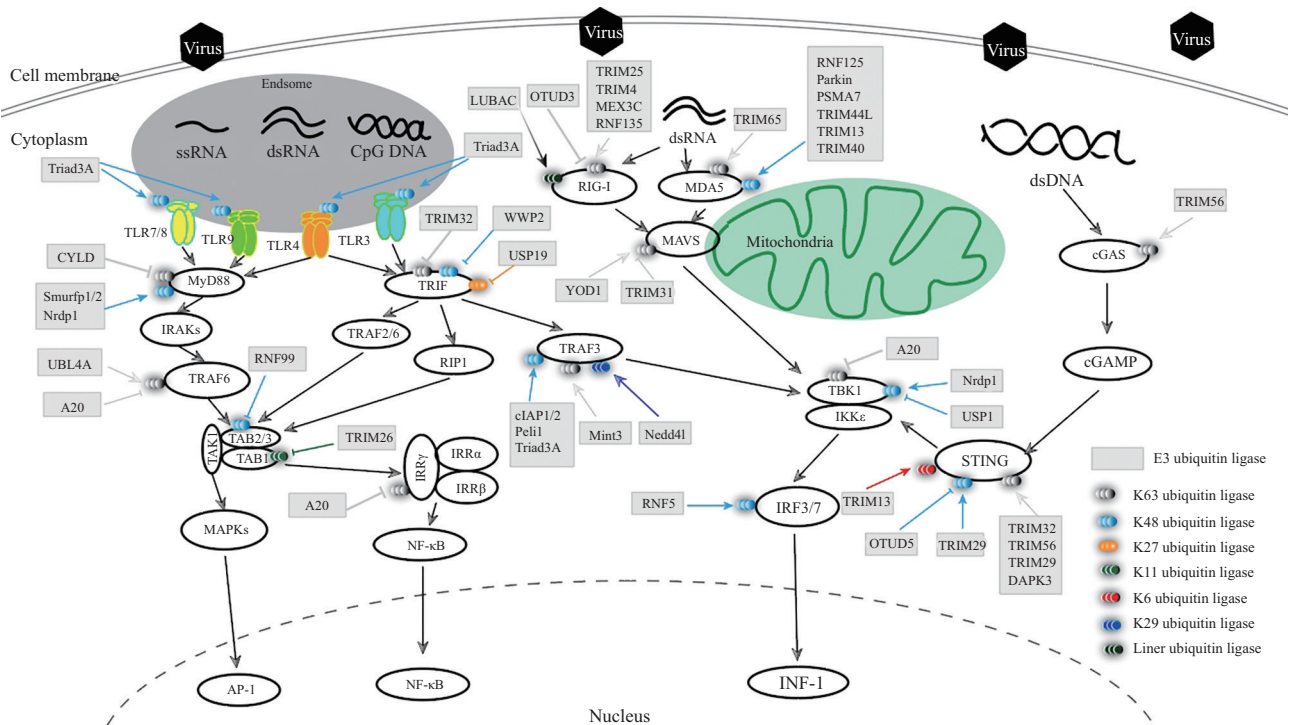 Virus
Virus
Virus
Virus
Cell membrane
Cytoplasm
Endsome
ssRNA
dsRNA
CpG DNA
Triad3A
Triad3A
TLR7/8
TLR9
TLR4
TLR3
LUBAC
OTUD3
TRIM25
TRIM4
MEX3C
RNF135
dsRNA
TRIM65
RNF125
Parkin
PSMA7
TRIM44L
TRIM13
TRIM40
RIG-I
MDA5
MAVS
Mitochondria
YOD1
TRIM31
dsDNA
TRIM56
cGAS
cGAMP
CYLD
Smurfp1/2
Nrdp1
MyD88
IRAKs
UBL4A
A20
TRAF6
RNF99
TRIM32
WWP2
USP19
TRIF
TRAF2/6
RIP1
TRAF3
cIAP1/2
Peli1
Triad3A
Mint3
Nedd4l
TAK1
TAB2/3
TAB1
TRIM26
A20
IRRγ
IRRα
IRRβ
MAPKs
NF-κB
A20
TBK1
IKKε
Nrdp1
USP1
STING
TRIM13
OTUD5
TRIM29
TRIM32
TRIM56
TRIM29
DAPK3
RNF5
IRF3/7
AP-1
NF-κB
INF-1
Nucleus
E3 ubiquitin ligase
K63 ubiquitin ligase
K48 ubiquitin ligase
K27 ubiquitin ligase
K11 ubiquitin ligase
K6 ubiquitin ligase
K29 ubiquitin ligase
Liner ubiquitin ligase